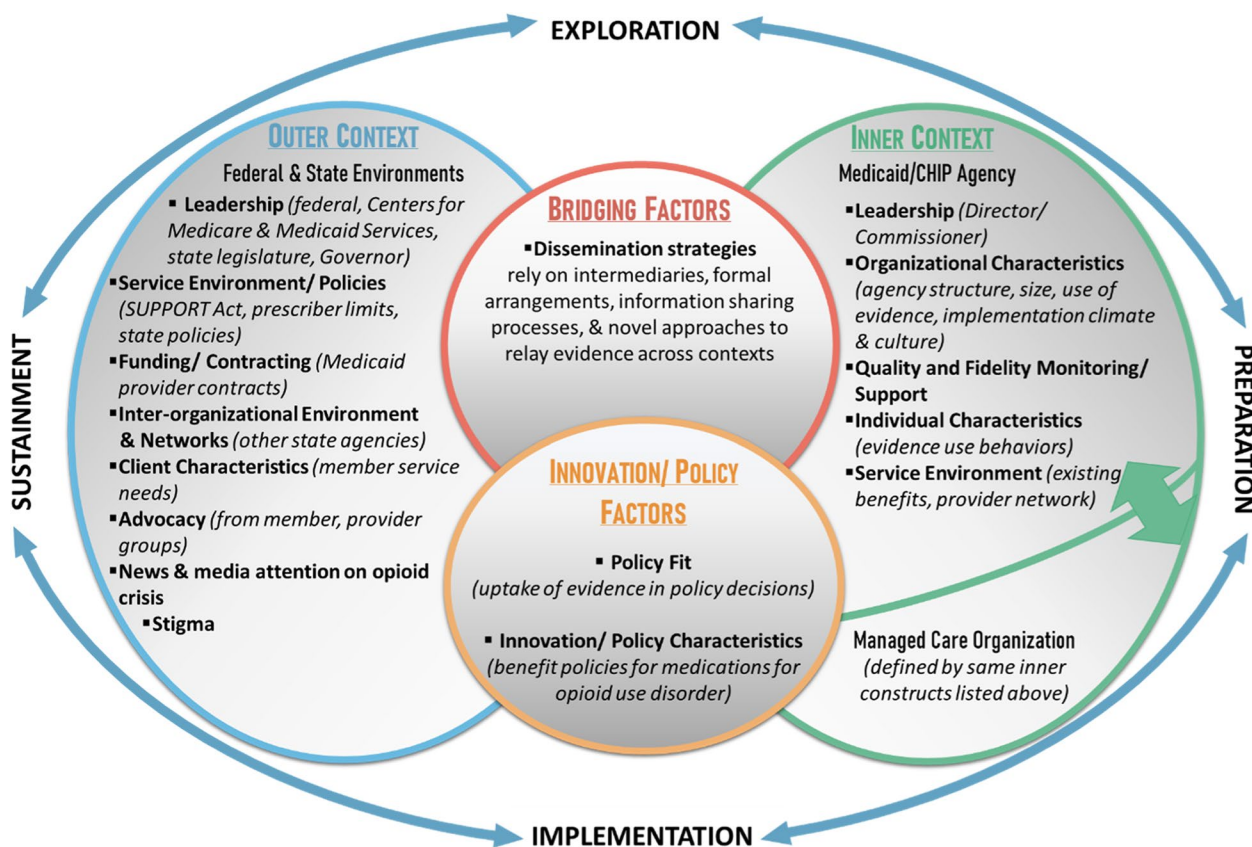 EXPLORATION
OUTER CONTEXT
Federal & State Environments
▪ Leadership (federal, Centers for
Medicare & Medicaid Services,
state legislature, Governor)
▪Service Environment/ Policies
(SUPPORT Act, prescriber limits,
state policies)
▪Funding/ Contracting (Medicaid
provider contracts)
▪Inter-organizational Environment
& Networks (other state agencies)
▪Client Characteristics (member service
needs)
▪Advocacy (from member, provider
groups)
▪News & media attention on opioid
crisis
▪Stigma
BRIDGING FACTORS
▪Dissemination strategies
rely on intermediaries, formal
arrangements, information sharing
processes, & novel approaches to
relay evidence across contexts
INNOVATION/ POLICY
FACTORS
▪ Policy Fit
(uptake of evidence in policy decisions)
▪ Innovation/ Policy Characteristics
(benefit policies for medications for
opioid use disorder)
INNER CONTEXT
Medicaid/CHIP Agency
▪Leadership (Director/
Commissioner)
▪Organizational Characteristics
(agency structure, size, use of
evidence, implementation climate
& culture)
▪Quality and Fidelity Monitoring/
Support
▪Individual Characteristics
(evidence use behaviors)
▪Service Environment (existing
benefits, provider network)
Managed Care Organization
(defined by same inner
constructs listed above)
SUSTAINMENT
PREPARATION
IMPLEMENTATION